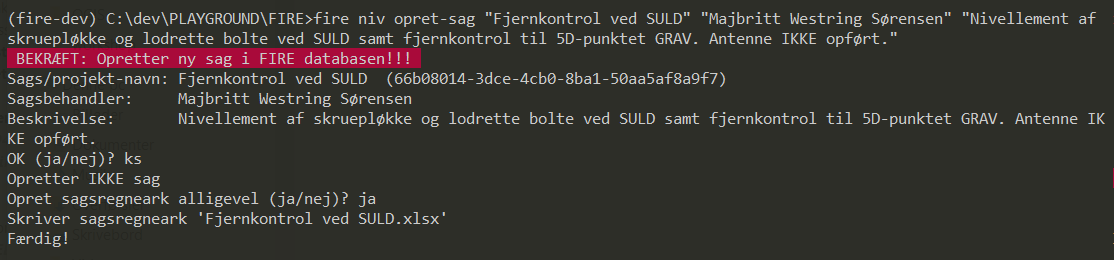 (fire-dev) C:\dev\PLAYGROUND\FIRE>fire niv opret-sag "Fjernkontrol ved SULD" "Majbritt Westring Sørensen" "Nivellement af
skruepløkke og lodrette bolte ved SULD samt fjernkontrol til 5D-punktet GRAV. Antenne IKKE opført."
BEKRÆFT: Opretter ny sag i FIRE databasen!!!
Sags/projekt-navn: Fjernkontrol ved SULD  (66b08014-3dce-4cb0-8ba1-50aa5af8a9f7)
Sagsbehandler:     Majbritt Westring Sørensen
Beskrivelse:       Nivellement af skruepløkke og lodrette bolte ved SULD samt fjernkontrol til 5D-punktet GRAV. Antenne IK
KE opført.
OK (ja/nej)? ks
Opretter IKKE sag
Opret sagsregneark alligevel (ja/nej)? ja
Skriver sagsregneark 'Fjernkontrol ved SULD.xlsx'
Færdig!
Skrivebord